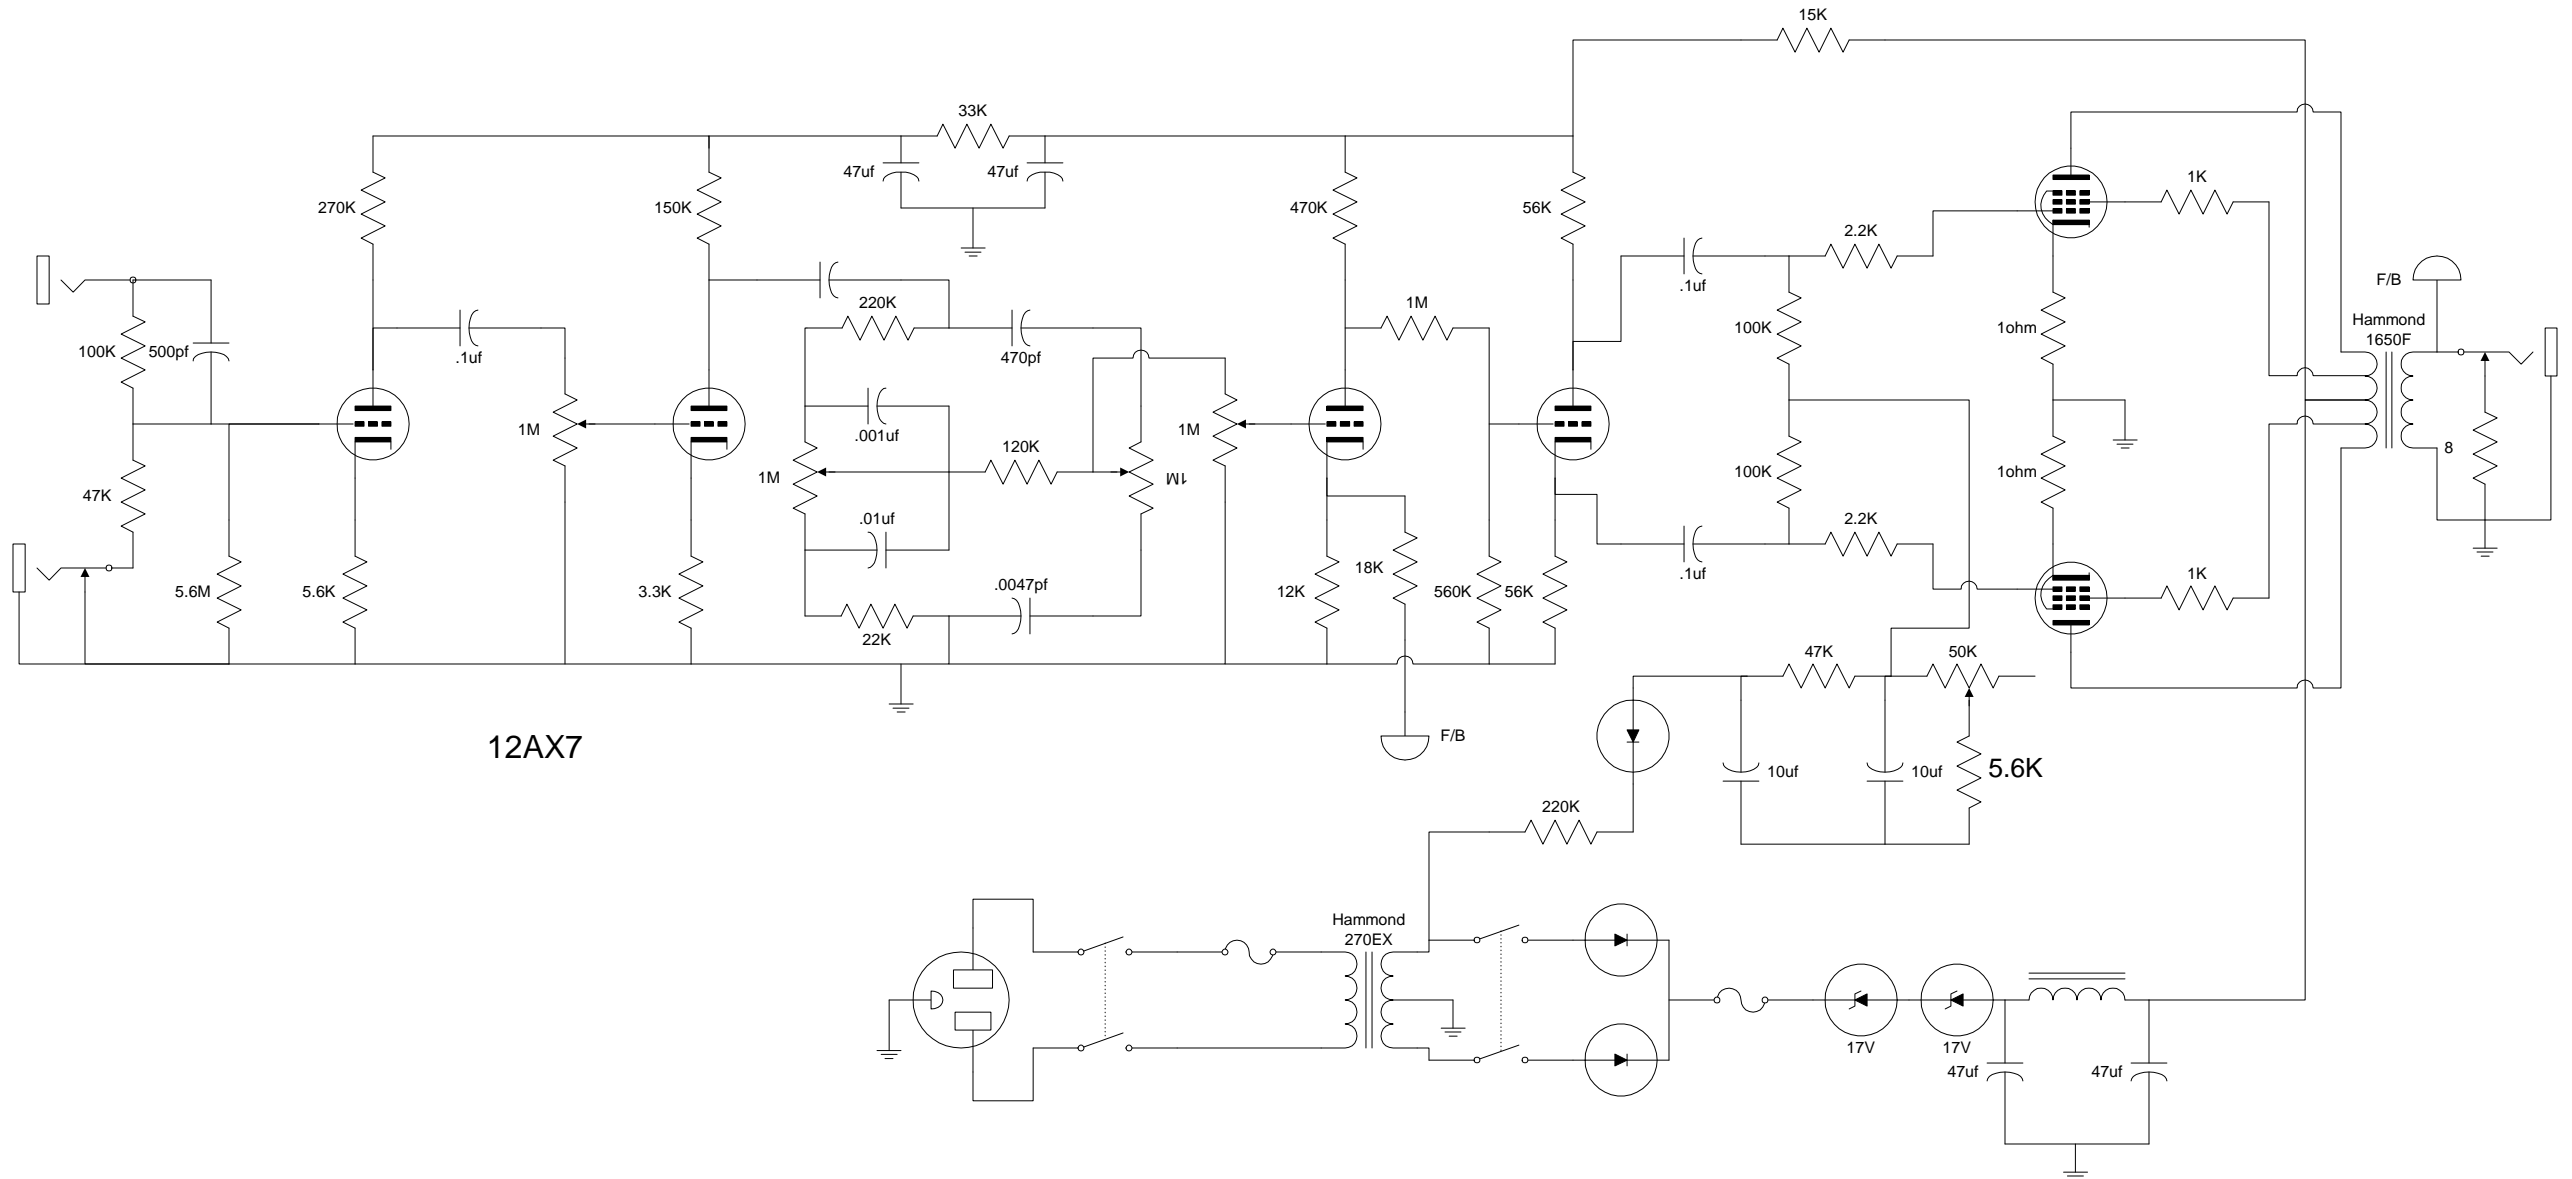 15K
33K
47uf
47uf
270K
150K
470K
56K
1K
2.2K
F/B
.1uf
220K
1M
100K
1ohm
Hammond
1650F
100K
500pf
.1uf
470pf
1M
.001uf
1M
120K
1M
1M
100K
1ohm
8
47K
.01uf
2.2K
18K
.1uf
5.6M
5.6K
3.3K
.0047pf
12K
560K
56K
1K
22K
47K
50K
12AX7
F/B
10uf
10uf
5.6K
220K
Hammond
270EX
17V
17V
47uf
47uf